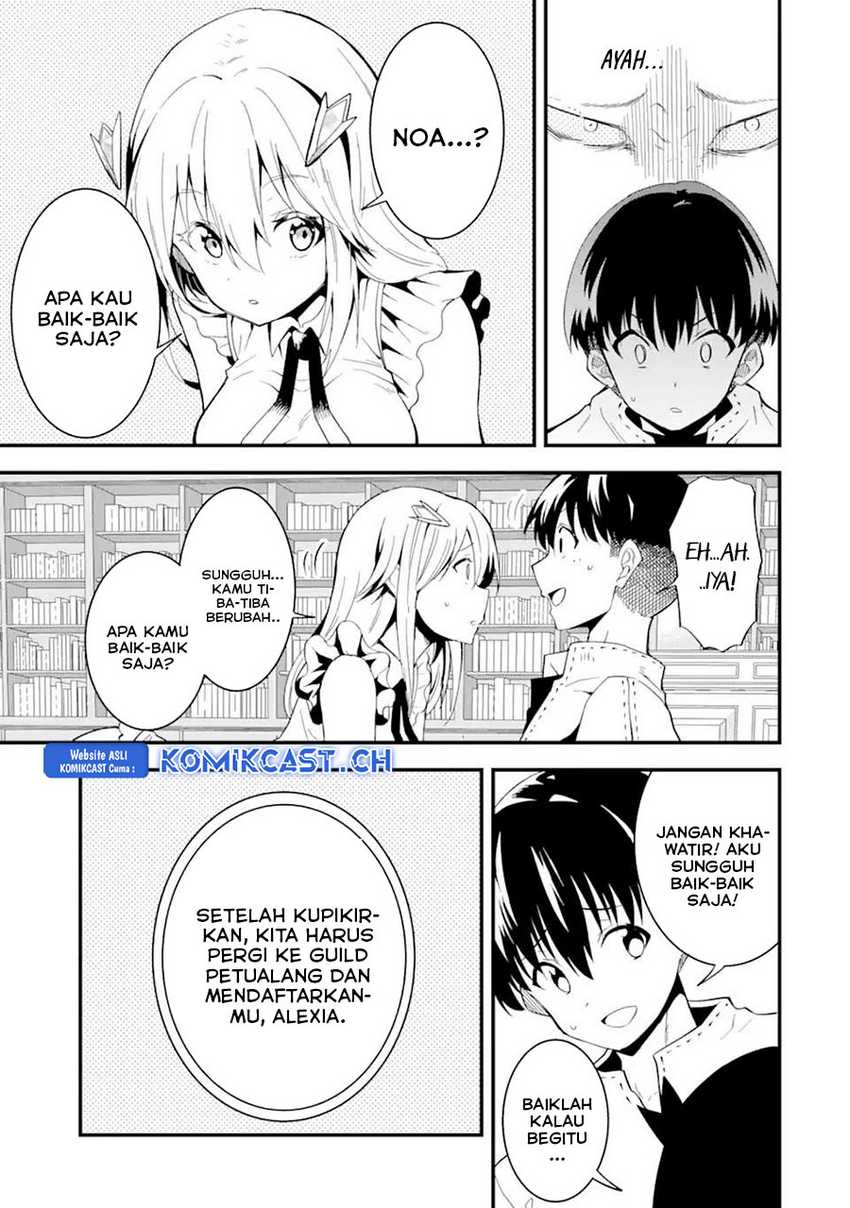 AYAH...
NOA...?
APA KAU
BAIK-BAIK
SAJA?
EH...AH.
..IYA!
SUNGGUH...
KAMU TI-
BA-TIBA
BERUBAH..
APA KAMU
BAIK-BAIK
SAJA?
Website ASLI
KOMIKCAST Cuma :
KOMIKCAST.CH
JANGAN KHA-
WATIR! AKU
SUNGGUH
BAIK-BAIK
SAJA!
BAIKLAH
KALAU
BEGITU
...
SETELAH KUPIKIR-
KAN, KITA HARUS
PERGI KE GUILD
PETUALANG DAN
MENDAFTARKAN-
MU, ALEXIA.